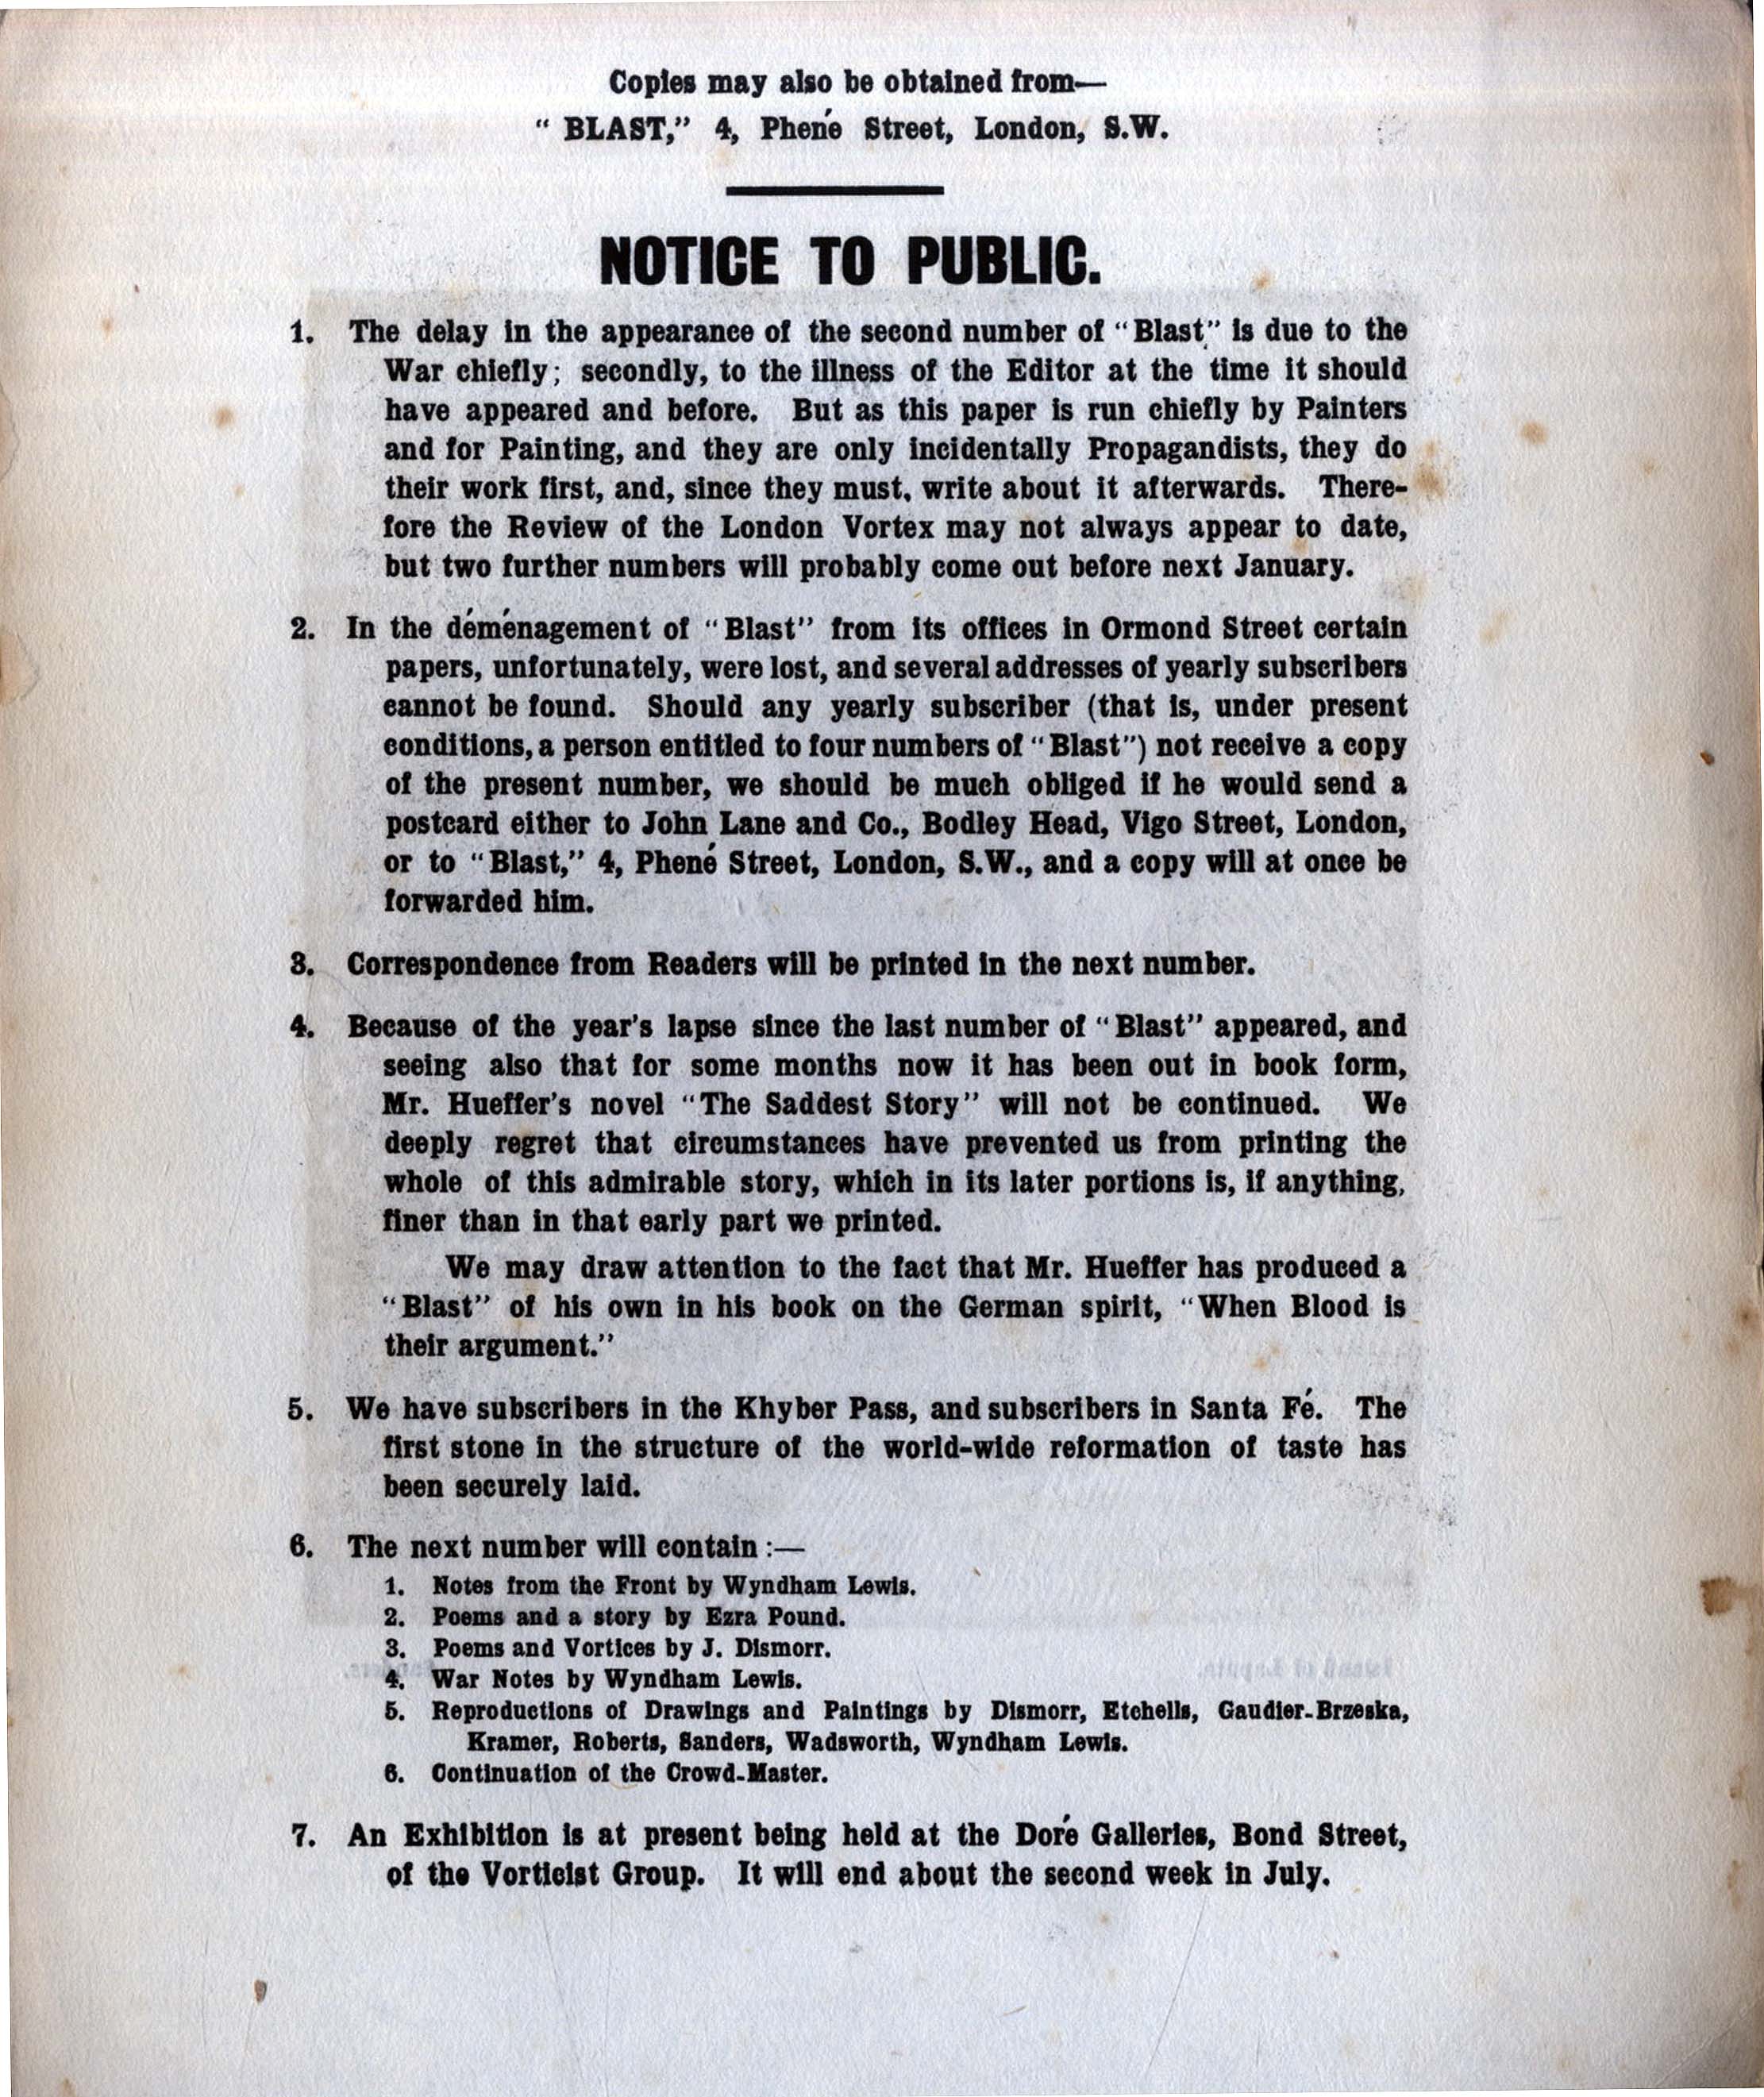 Copies may also be obtained from—
“ BLAST,” 4, Phené Street, London, S.W.
NOTICE TO PUBLIC.
1. The delay in the appearance of the second number of “Blast” is due to the
War chiefly; secondly, to the illness of the Editor at the time it should
have appeared and before. But as this paper is run chiefly by Painters
and for Painting, and they are only incidentally Propagandists, they do
their work first, and, since they must, write about it afterwards. There-
fore the Review of the London Vortex may not always appear to date,
but two further numbers will probably come out before next January.
2. In the déménagement of “Blast” from its offices in Ormond Street certain
papers, unfortunately, were lost, and several addresses of yearly subscribers
cannot be found. Should any yearly subscriber (that is, under present
conditions, a person entitled to four numbers of “Blast”) not receive a copy
of the present number, we should be much obliged if he would send a
postcard either to John Lane and Co., Bodley Head, Vigo Street, London,
or to “Blast,” 4, Phené Street, London, S.W., and a copy will at once be
forwarded him.
3. Correspondence from Readers will be printed in the next number.
4. Because of the year’s lapse since the last number of “Blast” appeared, and
seeing also that for some months now it has been out in book form,
Mr. Hueffer’s novel “The Saddest Story” will not be continued. We
deeply regret that circumstances have prevented us from printing the
whole of this admirable story, which in its later portions is, if anything,
finer than in that early part we printed.
We may draw attention to the fact that Mr. Hueffer has produced a
“Blast” of his own in his book on the German spirit, “When Blood is
their argument.”
5. We have subscribers in the Khyber Pass, and subscribers in Santa Fé. The
first stone in the structure of the world-wide reformation of taste has
been securely laid.
6. The next number will contain :—
1. Notes from the Front by Wyndham Lewis.
2. Poems and a story by Ezra Pound.
3. Poems and Vortices by J. Dismorr.
4. War Notes by Wyndham Lewis.
5. Reproductions of Drawings and Paintings by Dismorr, Etchells, Gaudier-Brzeska,
Kramer, Roberts, Sanders, Wadsworth, Wyndham Lewis.
6. Continuation of the Crowd-Master.
7. An Exhibition is at present being held at the Doré Galleries, Bond Street,
of the Vorticist Group. It will end about the second week in July.